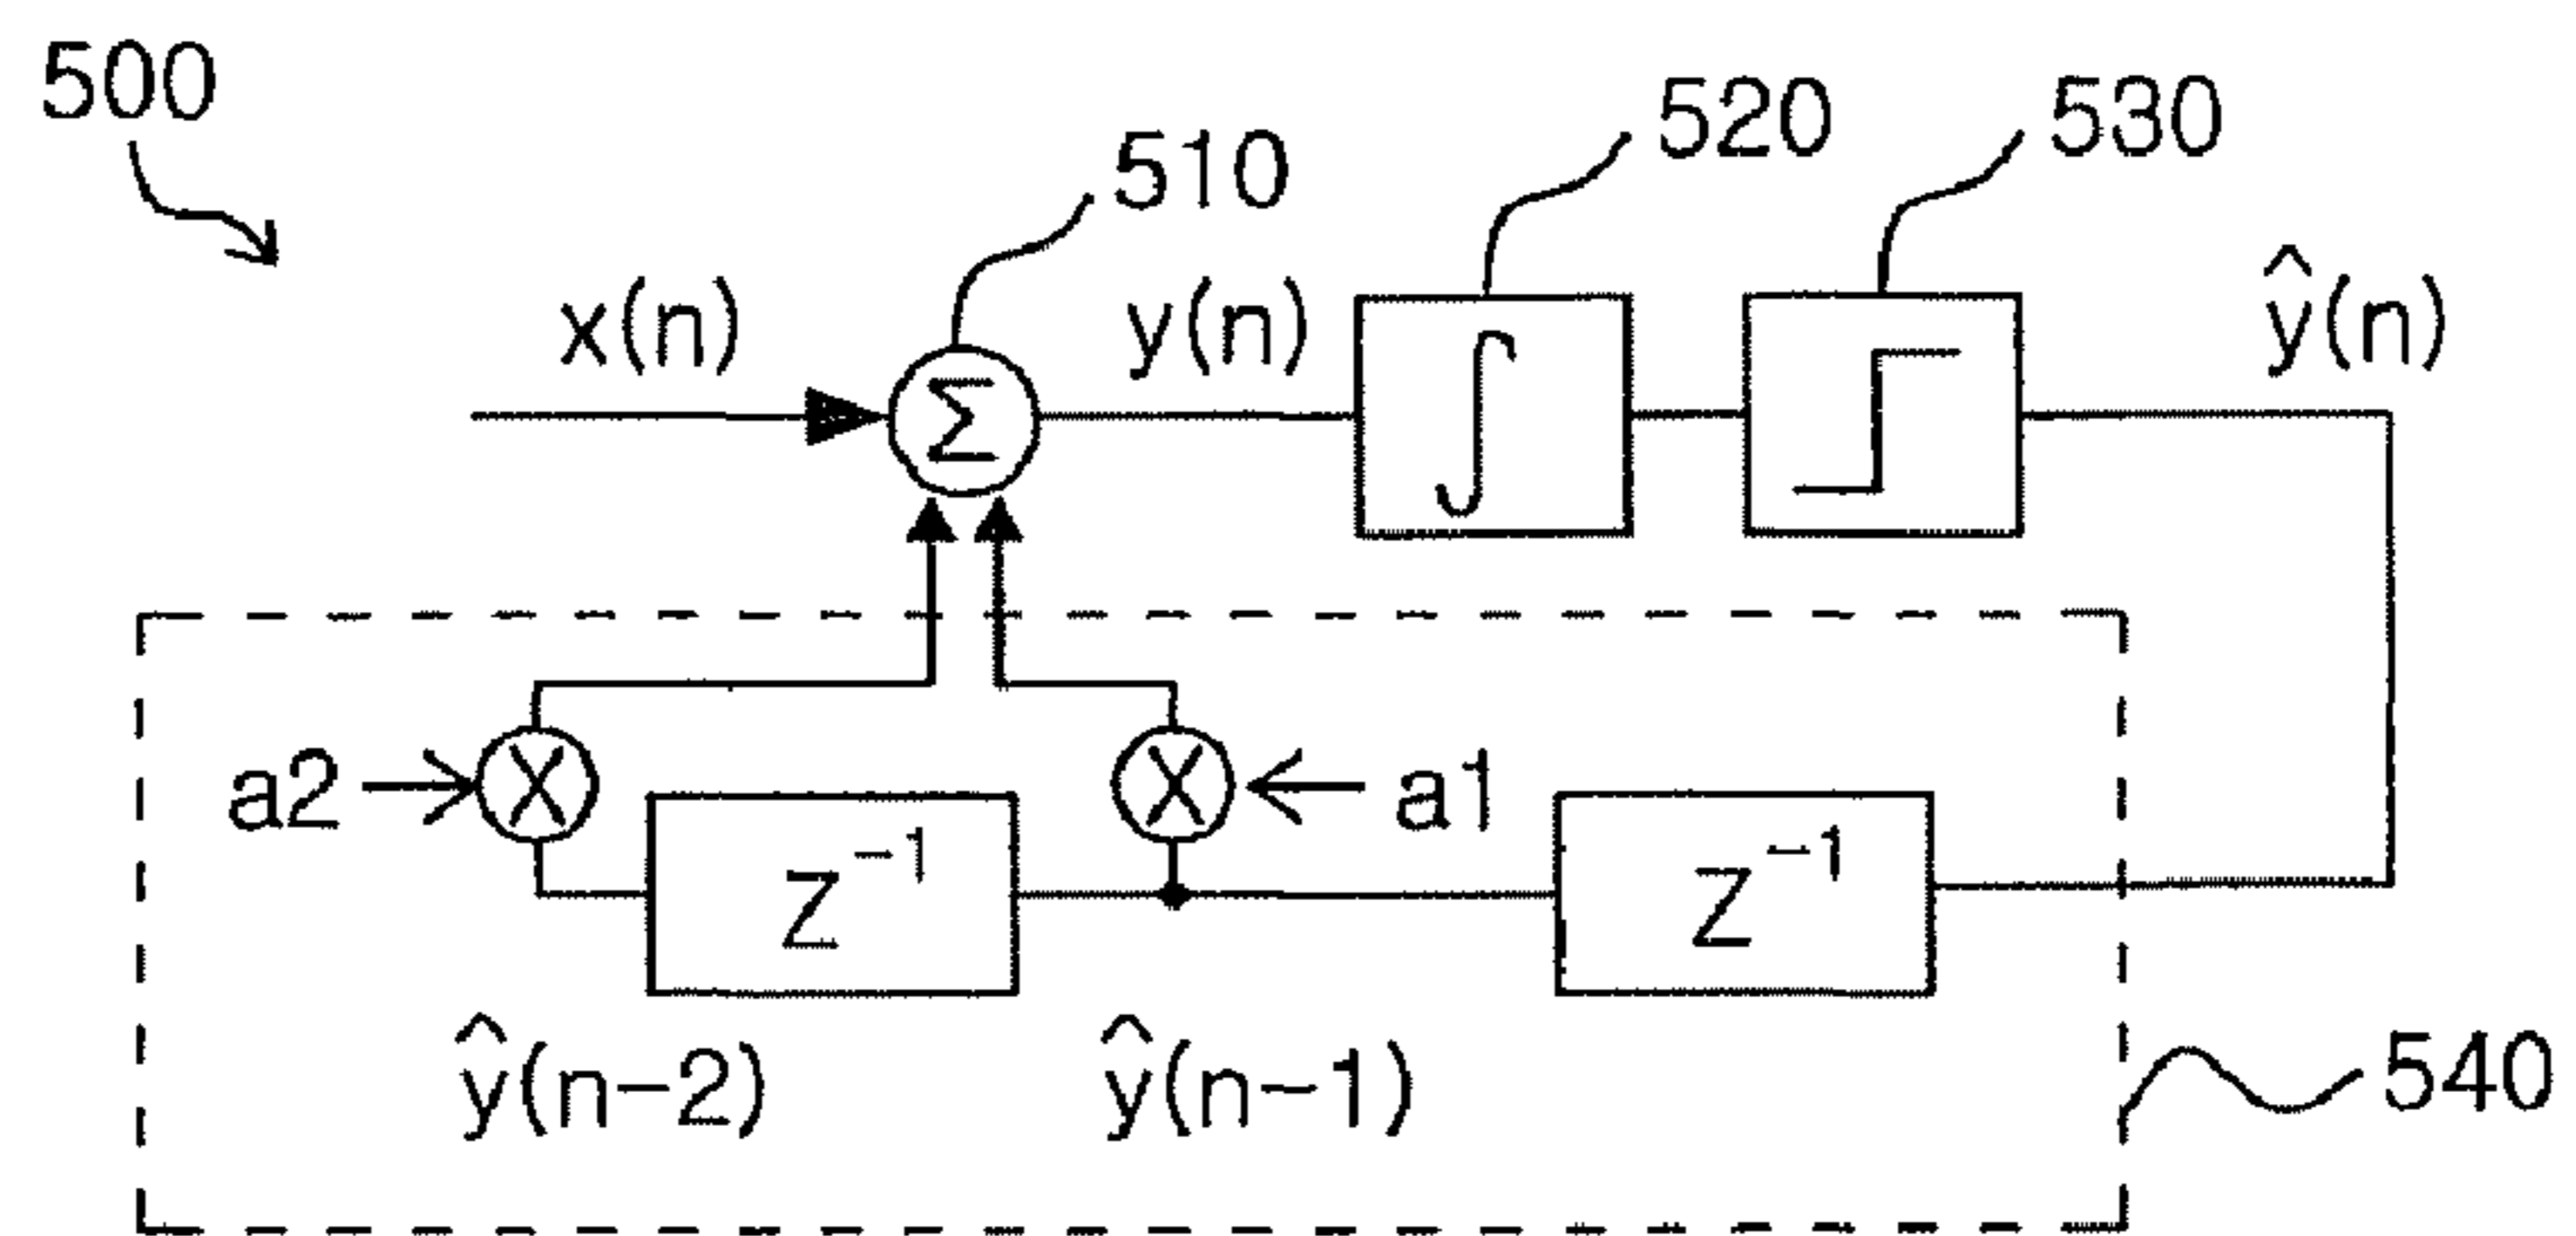 500
510
520
530
x(n)
y(n)
ŷ(n)
Σ
∫
a2
X
X
a1
Z⁻¹
Z⁻¹
ŷ(n-2)
ŷ(n-1)
540